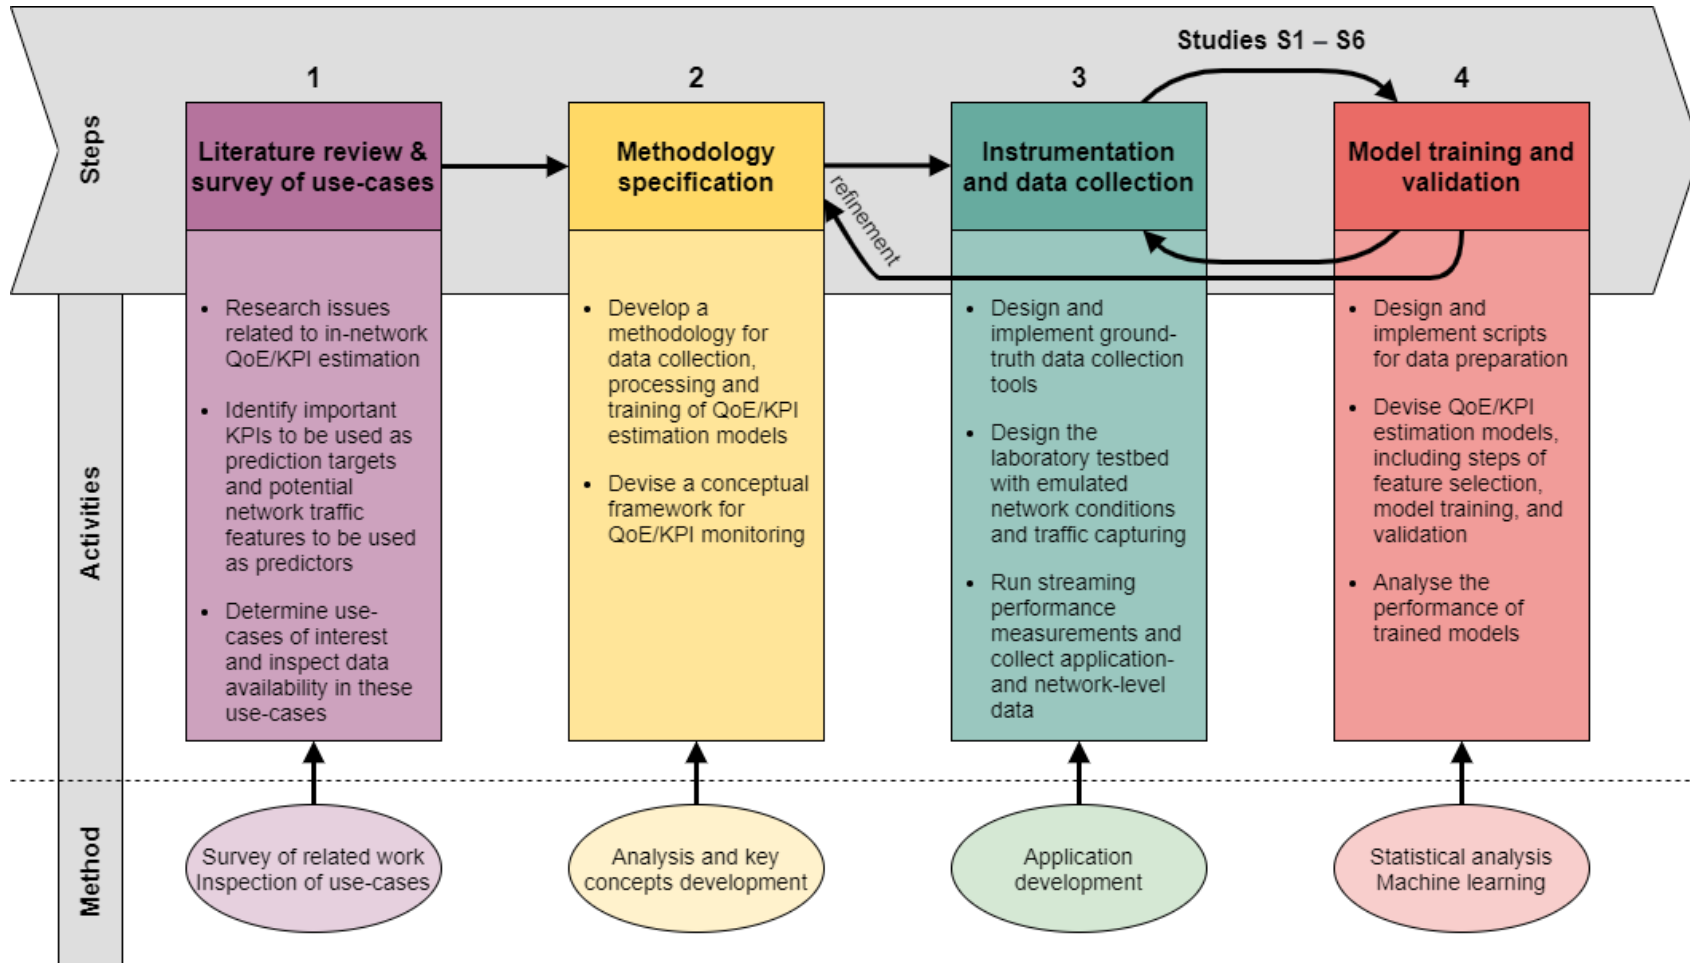 Studies S1 – S6
1
2
3
4
Steps
Literature review &
survey of use-cases
Methodology
specification
Instrumentation
and data collection
Model training and
validation
refinement
Activities
• Research issues
related to in-network
QoE/KPI estimation
• Identify important
KPIs to be used as
prediction targets
and potential
network traffic
features to be used
as predictors
• Determine use-
cases of interest
and inspect data
availability in these
use-cases
• Develop a
methodology for
data collection,
processing and
training of QoE/KPI
estimation models
• Devise a conceptual
framework for
QoE/KPI monitoring
• Design and
implement ground-
truth data collection
tools
• Design the
laboratory testbed
with emulated
network conditions
and traffic capturing
• Run streaming
performance
measurements and
collect application-
and network-level
data
• Design and
implement scripts
for data preparation
• Devise QoE/KPI
estimation models,
including steps of
feature selection,
model training, and
validation
• Analyse the
performance of
trained models
Method
Survey of related work
Inspection of use-cases
Analysis and key
concepts development
Application
development
Statistical analysis
Machine learning